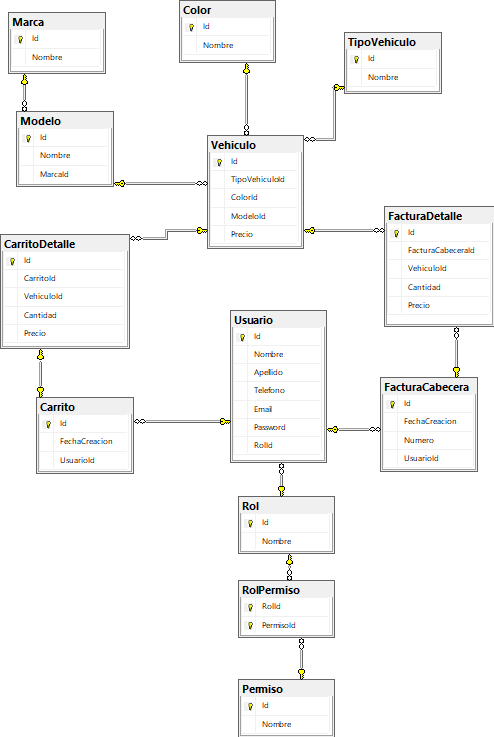 Marca
Id
Nombre
Color
Id
Nombre
TipoVehiculo
Id
Nombre
Modelo
Id
Nombre
MarcaId
Vehiculo
Id
TipoVehiculoId
ColorId
ModeloId
Precio
CarritoDetalle
Id
CarritoId
VehiculoId
Cantidad
Precio
FacturaDetalle
Id
FacturaCabeceraId
VehiculoId
Cantidad
Precio
Usuario
Id
Nombre
Apellido
Telefono
Email
Password
RolId
Carrito
Id
FechaCreacion
UsuarioId
FacturaCabecera
Id
FechaCreacion
Numero
UsuarioId
Rol
Id
Nombre
RolPermiso
RolId
PermisoId
Permiso
Id
Nombre